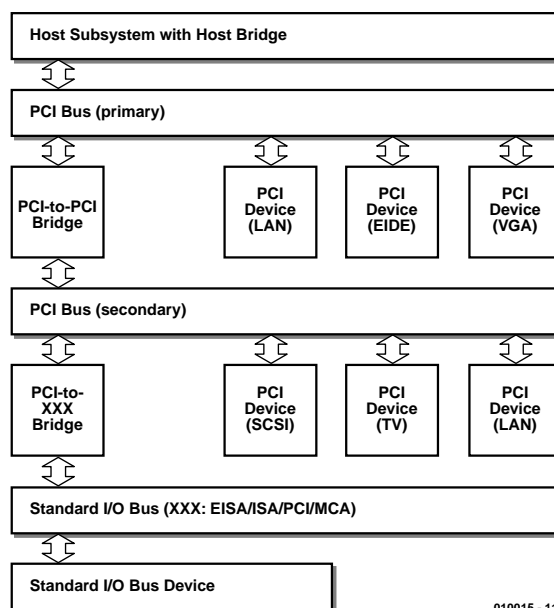 Host Subsystem with Host Bridge
PCI Bus (primary)
PCI-to-PCI
Bridge
PCI
Device
(LAN)
PCI
Device
(EIDE)
PCI
Device
(VGA)
PCI Bus (secondary)
PCI-to-
XXX
Bridge
PCI
Device
(SCSI)
PCI
Device
(TV)
PCI
Device
(LAN)
Standard I/O Bus (XXX: EISA/ISA/PCI/MCA)
Standard I/O Bus Device